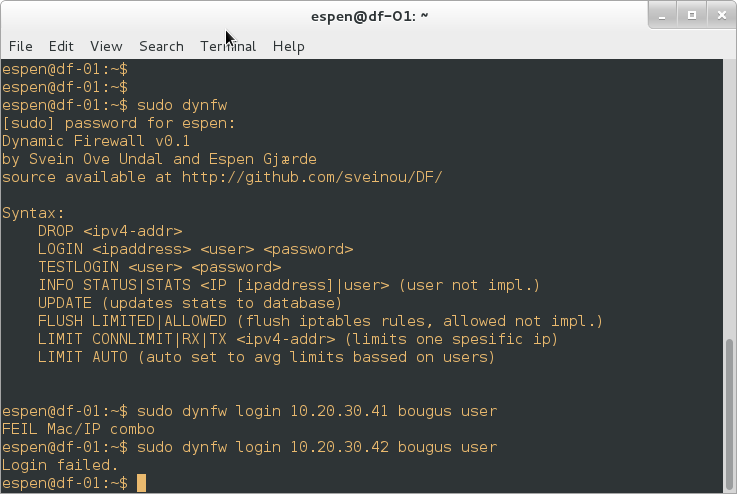 espen@df-01: ~
File Edit View Search Terminal Help
espen@df-01:~$
espen@df-01:~$
espen@df-01:~$ sudo dynfw
[sudo] password for espen:
Dynamic Firewall v0.1
by Svein Ove Undal and Espen Gjærde
source available at http://github.com/sveinou/DF/

Syntax:
    DROP <ipv4-addr>
    LOGIN <ipaddress> <user> <password>
    TESTLOGIN <user> <password>
    INFO STATUS|STATS <IP [ipaddress]|user> (user not impl.)
    UPDATE (updates stats to database)
    FLUSH LIMITED|ALLOWED (flush iptables rules, allowed not impl.)
    LIMIT CONNLIMIT|RX|TX <ipv4-addr> (limits one spesific ip)
    LIMIT AUTO (auto set to avg limits bassed on users)

espen@df-01:~$ sudo dynfw login 10.20.30.41 bougus user
FEIL Mac/IP combo
espen@df-01:~$ sudo dynfw login 10.20.30.42 bougus user
Login failed.
espen@df-01:~$